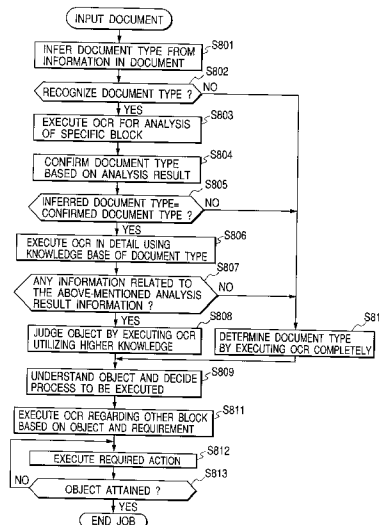 INPUT DOCUMENT
INFER DOCUMENT TYPE FROM
INFORMATION IN DOCUMENT
S801
S802
RECOGNIZE DOCUMENT TYPE ?
NO
YES
S803
EXECUTE OCR FOR ANALYSIS
OF SPECIFIC BLOCK
S804
CONFIRM DOCUMENT TYPE
BASED ON ANALYSIS RESULT
S805
INFERRED DOCUMENT TYPE=
CONFIRMED DOCUMENT TYPE ?
NO
YES
S806
EXECUTE OCR IN DETAIL USING
KNOWLEDGE BASE OF DOCUMENT TYPE
S807
ANY INFORMATION RELATED TO
THE ABOVE-MENTIONED ANALYSIS
RESULT INFORMATION ?
NO
YES
S808
JUDGE OBJECT BY EXECUTING OCR
UTILIZING HIGHER KNOWLEDGE
S81
DETERMINE DOCUMENT TYPE
BY EXECUTING OCR COMPLETELY
S809
UNDERSTAND OBJECT AND DECIDE
PROCESS TO BE EXECUTED
S811
EXECUTE OCR REGARDING OTHER BLOCK
BASED ON OBJECT AND REQUIREMENT
S812
EXECUTE REQUIRED ACTION
S813
NO
OBJECT ATTAINED ?
YES
END JOB